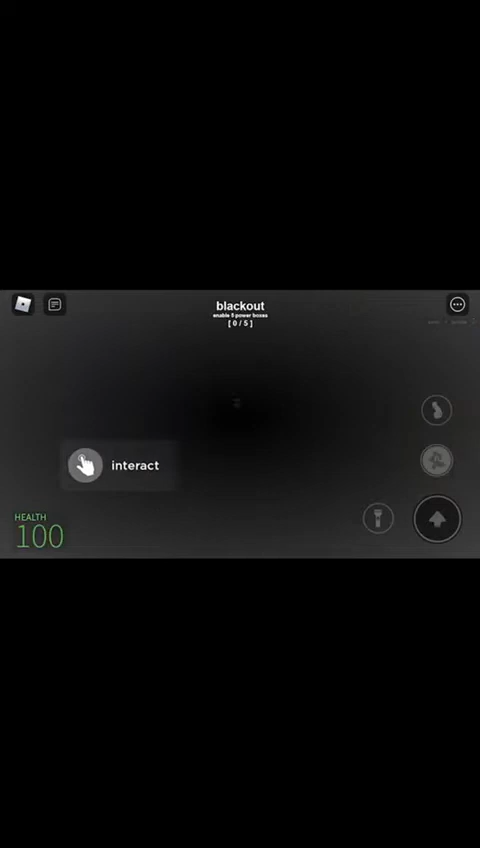 blackout
enable 5 power boxes
[ 0 / 5 ]
interact
HEALTH
100